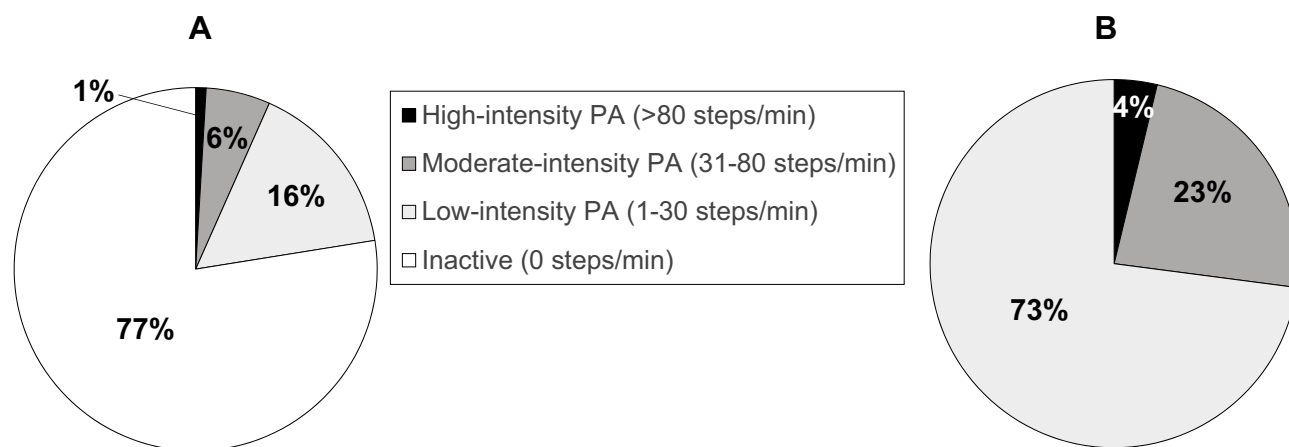 A
1%
6%
16%
77%
High-intensity PA (>80 steps/min)
Moderate-intensity PA (31-80 steps/min)
Low-intensity PA (1-30 steps/min)
Inactive (0 steps/min)
B
4%
23%
73%